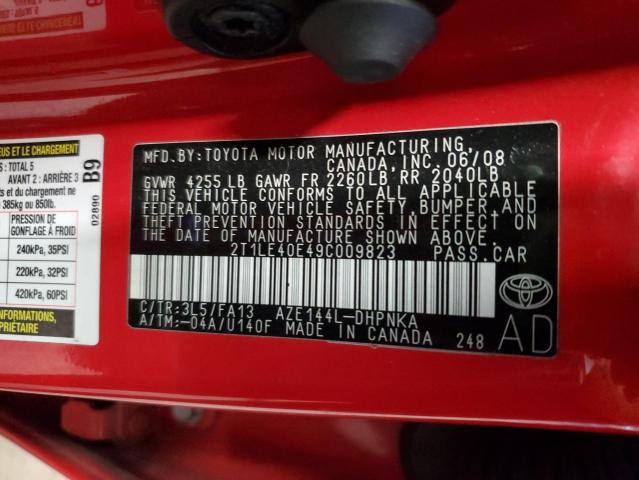 EUS ET LE CHARGEMENT
S: TOTAL 5
AVANT 2: ARRIÈRE 3
ts et du chargement ne
385kg ou 850lb.
B9
02890
PRESSION DE
GONFLAGE À FROID
240kPa, 35PSI
220kPa, 32PSI
420kPa, 60PSI
INFORMATIONS
PRIÉTAIRE
MFD.BY:TOYOTA MOTOR MANUFACTURING,
CANADA, INC. 06/08
GVWR 4255LB GAWR FR 2260LB RR 2040LB
THIS VEHICLE CONFORMS TO ALL APPLICABLE
FEDERAL MOTOR VEHICLE SAFETY, BUMPER AND
THEFT PREVENTION STANDARDS IN EFFECT ON
THE DATE OF MANUFACTURE SHOWN ABOVE.
2T1LE40E49C009823 PASS.CAR
C/TR:3L5/FA13 AZE144L-DHPNKA
A/TM:-04A/U140F MADE IN CANADA 248
AD